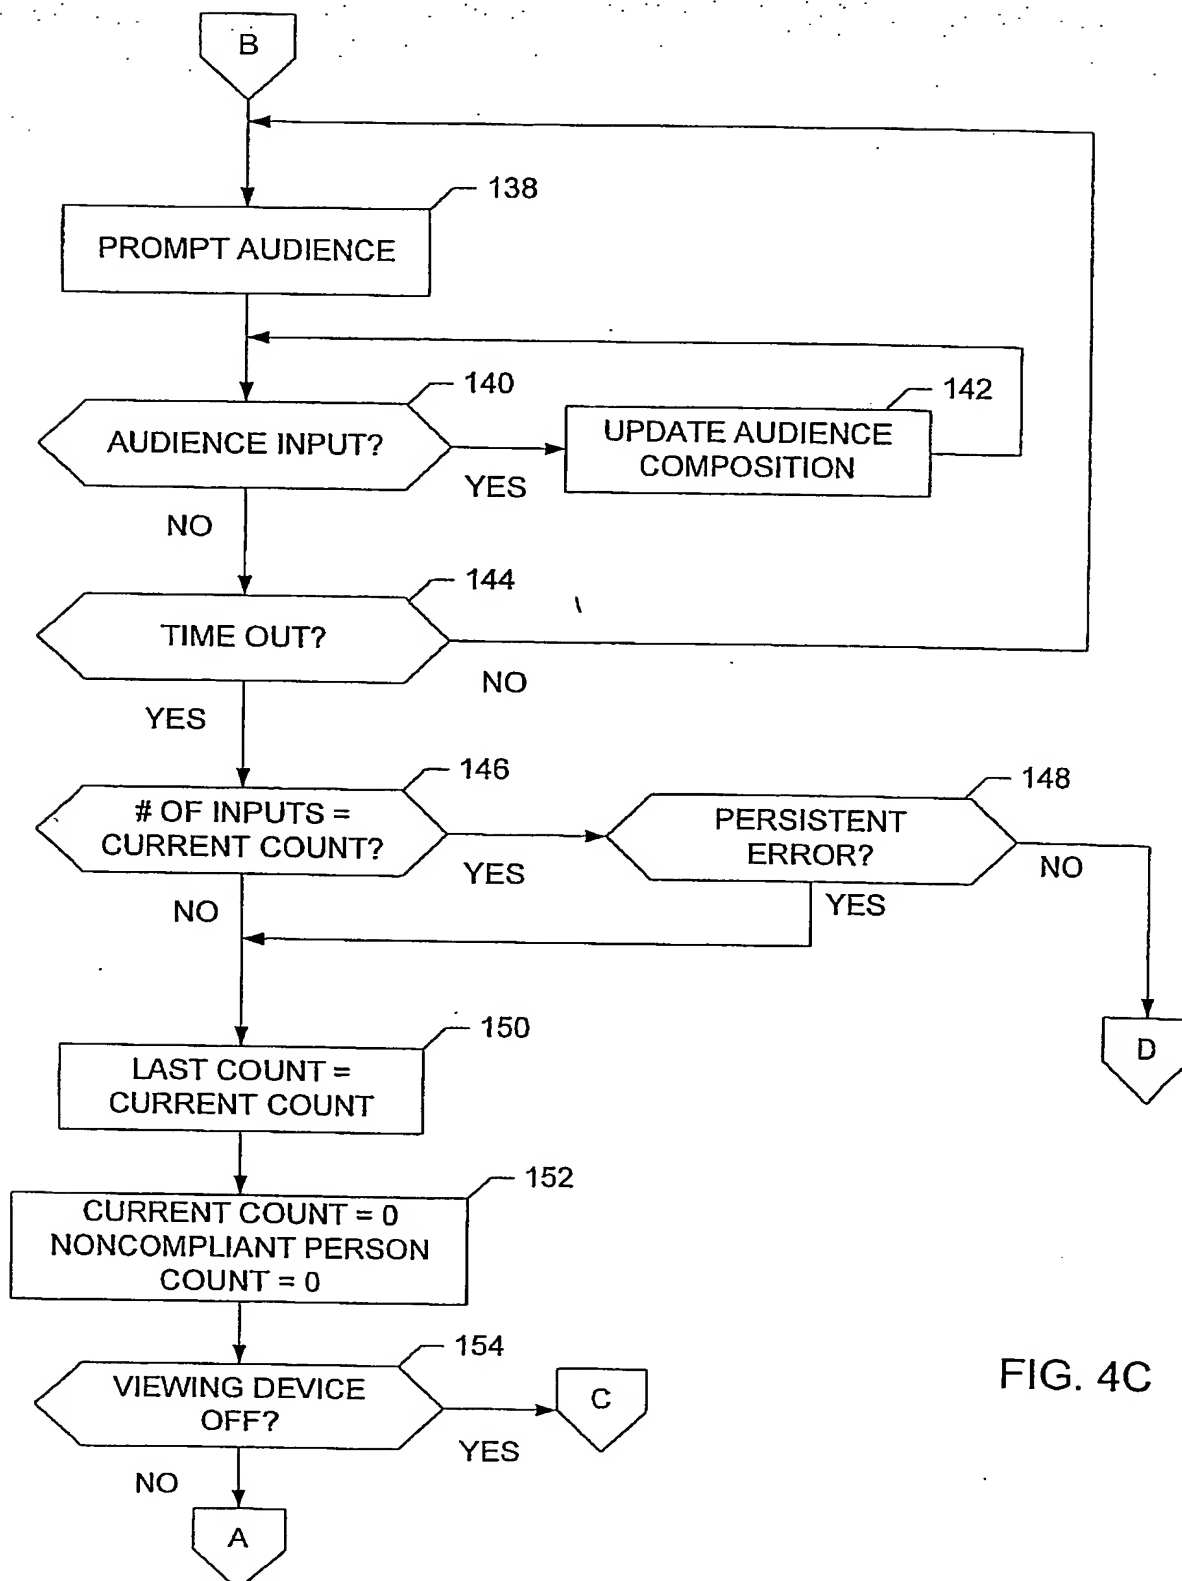 B
138
PROMPT AUDIENCE
140
AUDIENCE INPUT?
YES
142
UPDATE AUDIENCE
COMPOSITION
NO
144
TIME OUT?
NO
YES
146
# OF INPUTS =
CURRENT COUNT?
YES
148
PERSISTENT
ERROR?
NO
YES
NO
D
150
LAST COUNT =
CURRENT COUNT
152
CURRENT COUNT = 0
NONCOMPLIANT PERSON
COUNT = 0
154
VIEWING DEVICE
OFF?
YES
C
NO
A
FIG. 4C